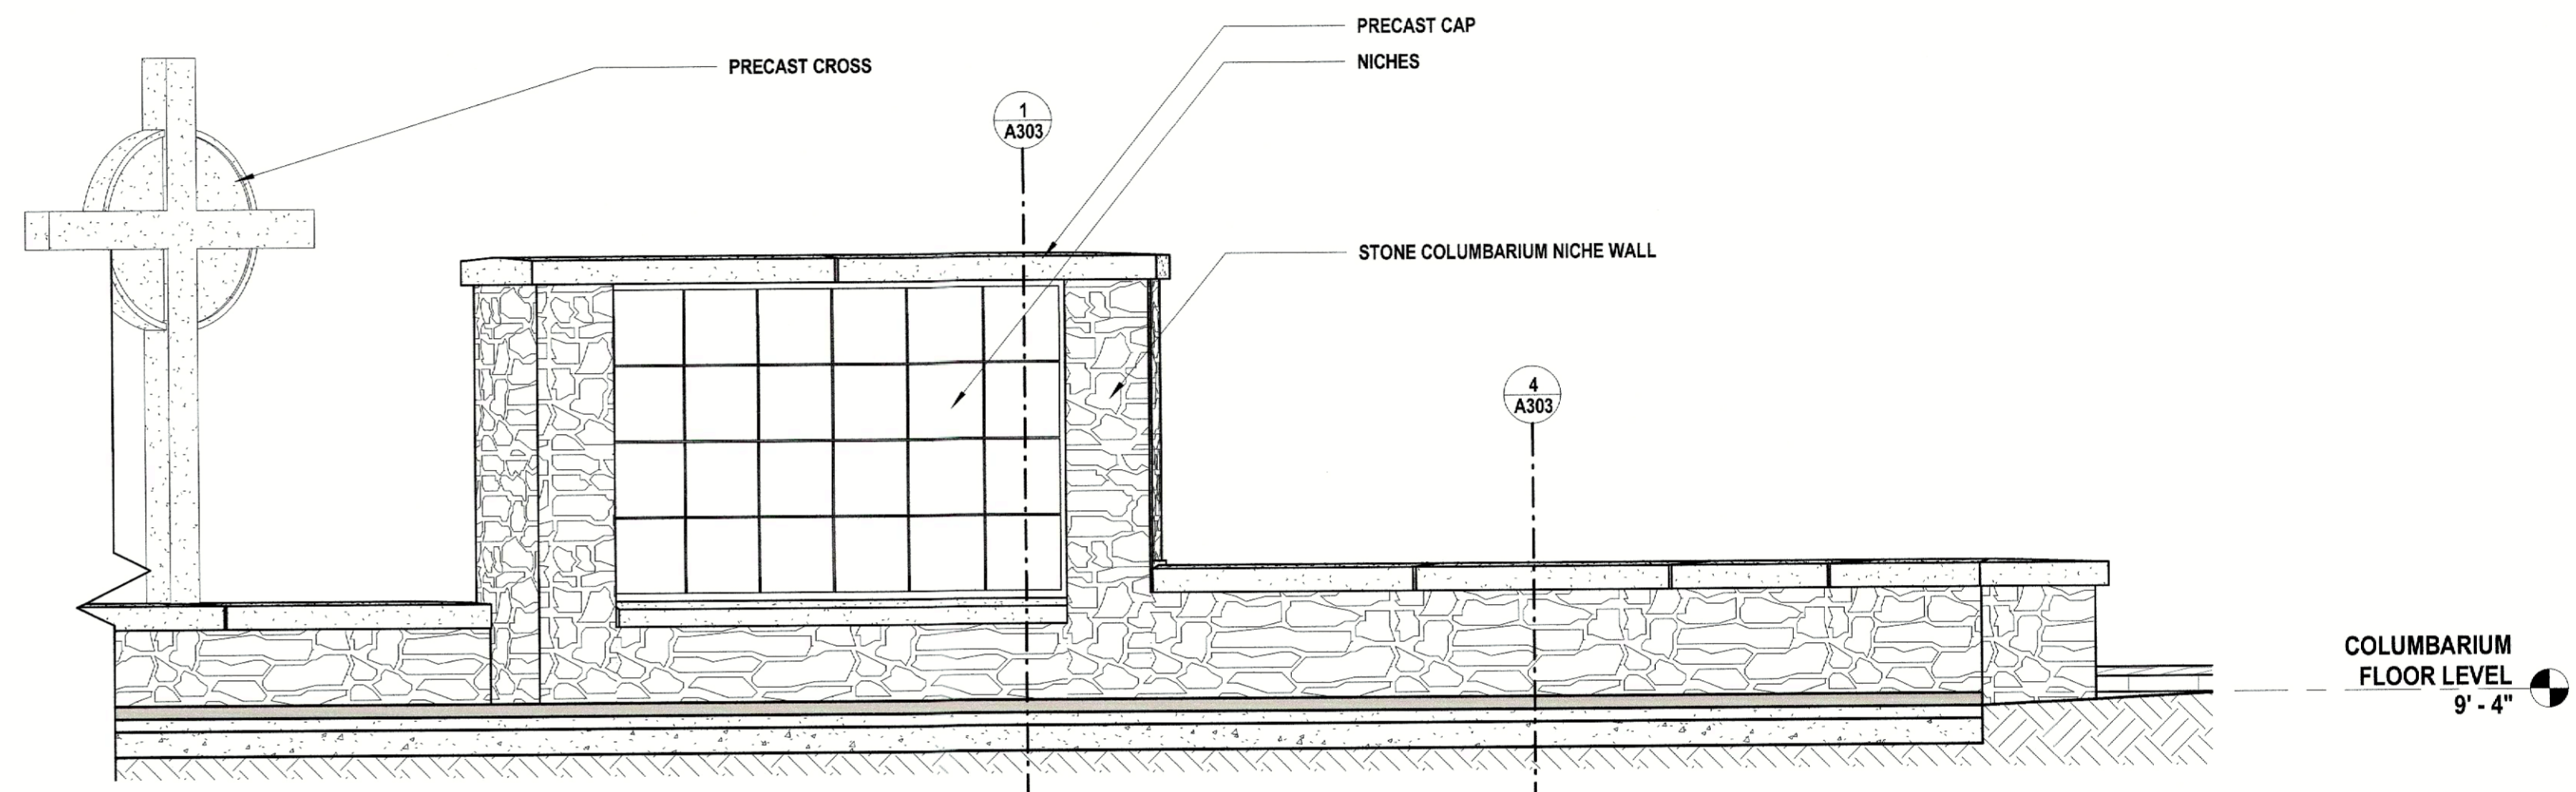 PRECAST CAP
PRECAST CROSS
NICHES
1
A303
STONE COLUMBARIUM NICHE WALL
4
A303
COLUMBARIUM
FLOOR LEVEL
9' - 4"